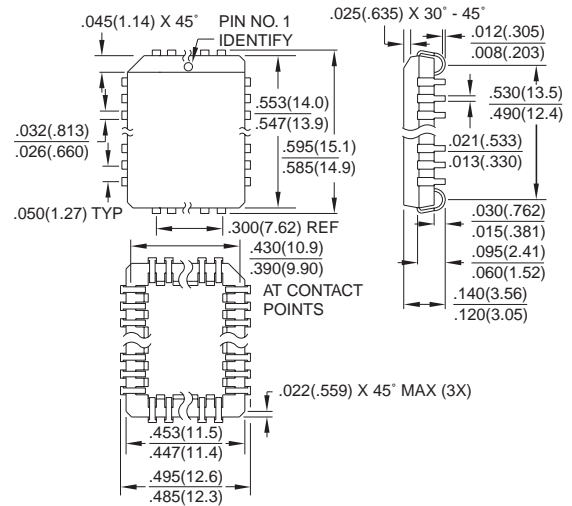 .045(1.14) X 45˚
PIN NO. 1
IDENTIFY
.025(.635) X 30˚ - 45˚
.012(.305)
.008(.203)
.553(14.0)
.547(13.9)
.595(15.1)
.585(14.9)
.032(.813)
.026(.660)
.050(1.27) TYP
.530(13.5)
.490(12.4)
.021(.533)
.013(.330)
.030(.762)
.015(.381)
.095(2.41)
.060(1.52)
.140(3.56)
.120(3.05)
.300(7.62) REF
.430(10.9)
.390(9.90)
AT CONTACT
POINTS
.022(.559) X 45˚ MAX (3X)
.453(11.5)
.447(11.4)
.495(12.6)
.485(12.3)